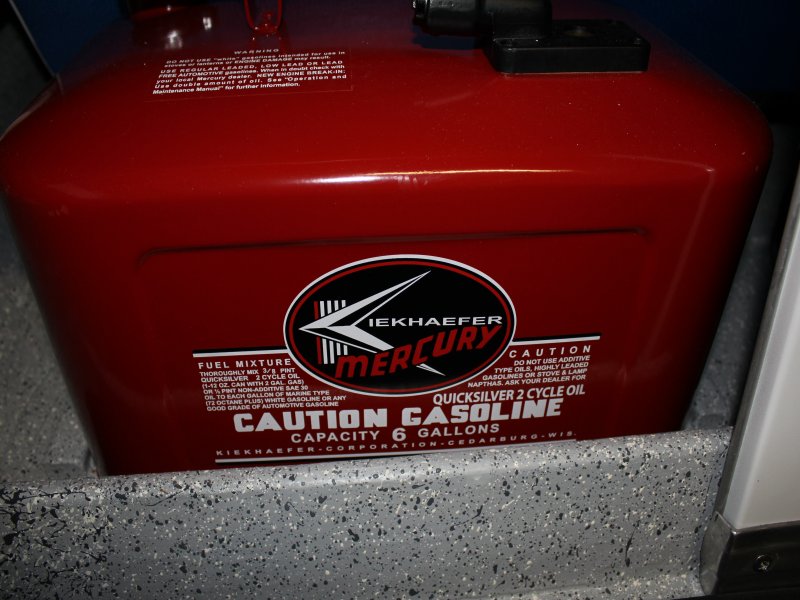 WARNING
DO NOT USE "white" gasolines intended for use in
stoves or lanterns or ENGINE DAMAGE may result.
USE REGULAR LEADED, LOW LEAD OR LEAD
FREE AUTOMOTIVE gasolines. When in doubt check with
your local Mercury dealer. NEW ENGINE BREAK-IN:
Use double amount of oil. See "Operation and
Maintenance Manual" for further information.
KIEKHAEFER
MERCURY
FUEL MIXTURE
THOROUGHLY MIX 3/8 PINT
QUICKSILVER 2 CYCLE OIL
(1-12 OZ. CAN WITH 2 GAL. GAS)
OR ½ PINT NON-ADDITIVE SAE 30
OIL TO EACH GALLON OF MARINE TYPE
(72 OCTANE PLUS) WHITE GASOLINE OR ANY
GOOD GRADE OF AUTOMOTIVE GASOLINE
CAUTION
DO NOT USE ADDITIVE
TYPE OILS, HIGHLY LEADED
GASOLINES OR STOVE & LAMP
NAPTHAS. ASK YOUR DEALER FOR
QUICKSILVER 2 CYCLE OIL
CAUTION GASOLINE
CAPACITY 6 GALLONS
KIEKHAEFER-CORPORATION-CEDARBURG-WIS.